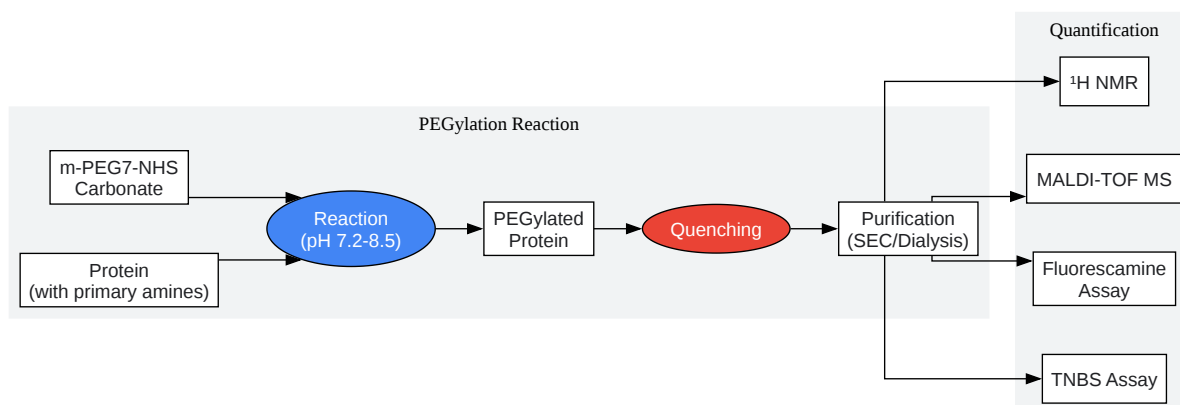 PEGylation Reaction
m-PEG7-NHS
Carbonate
Protein
(with primary amines)
Reaction
(pH 7.2-8.5)
PEGylated
Protein
Quenching
Purification
(SEC/Dialysis)
Quantification
¹H NMR
MALDI-TOF MS
Fluorescamine
Assay
TNBS Assay